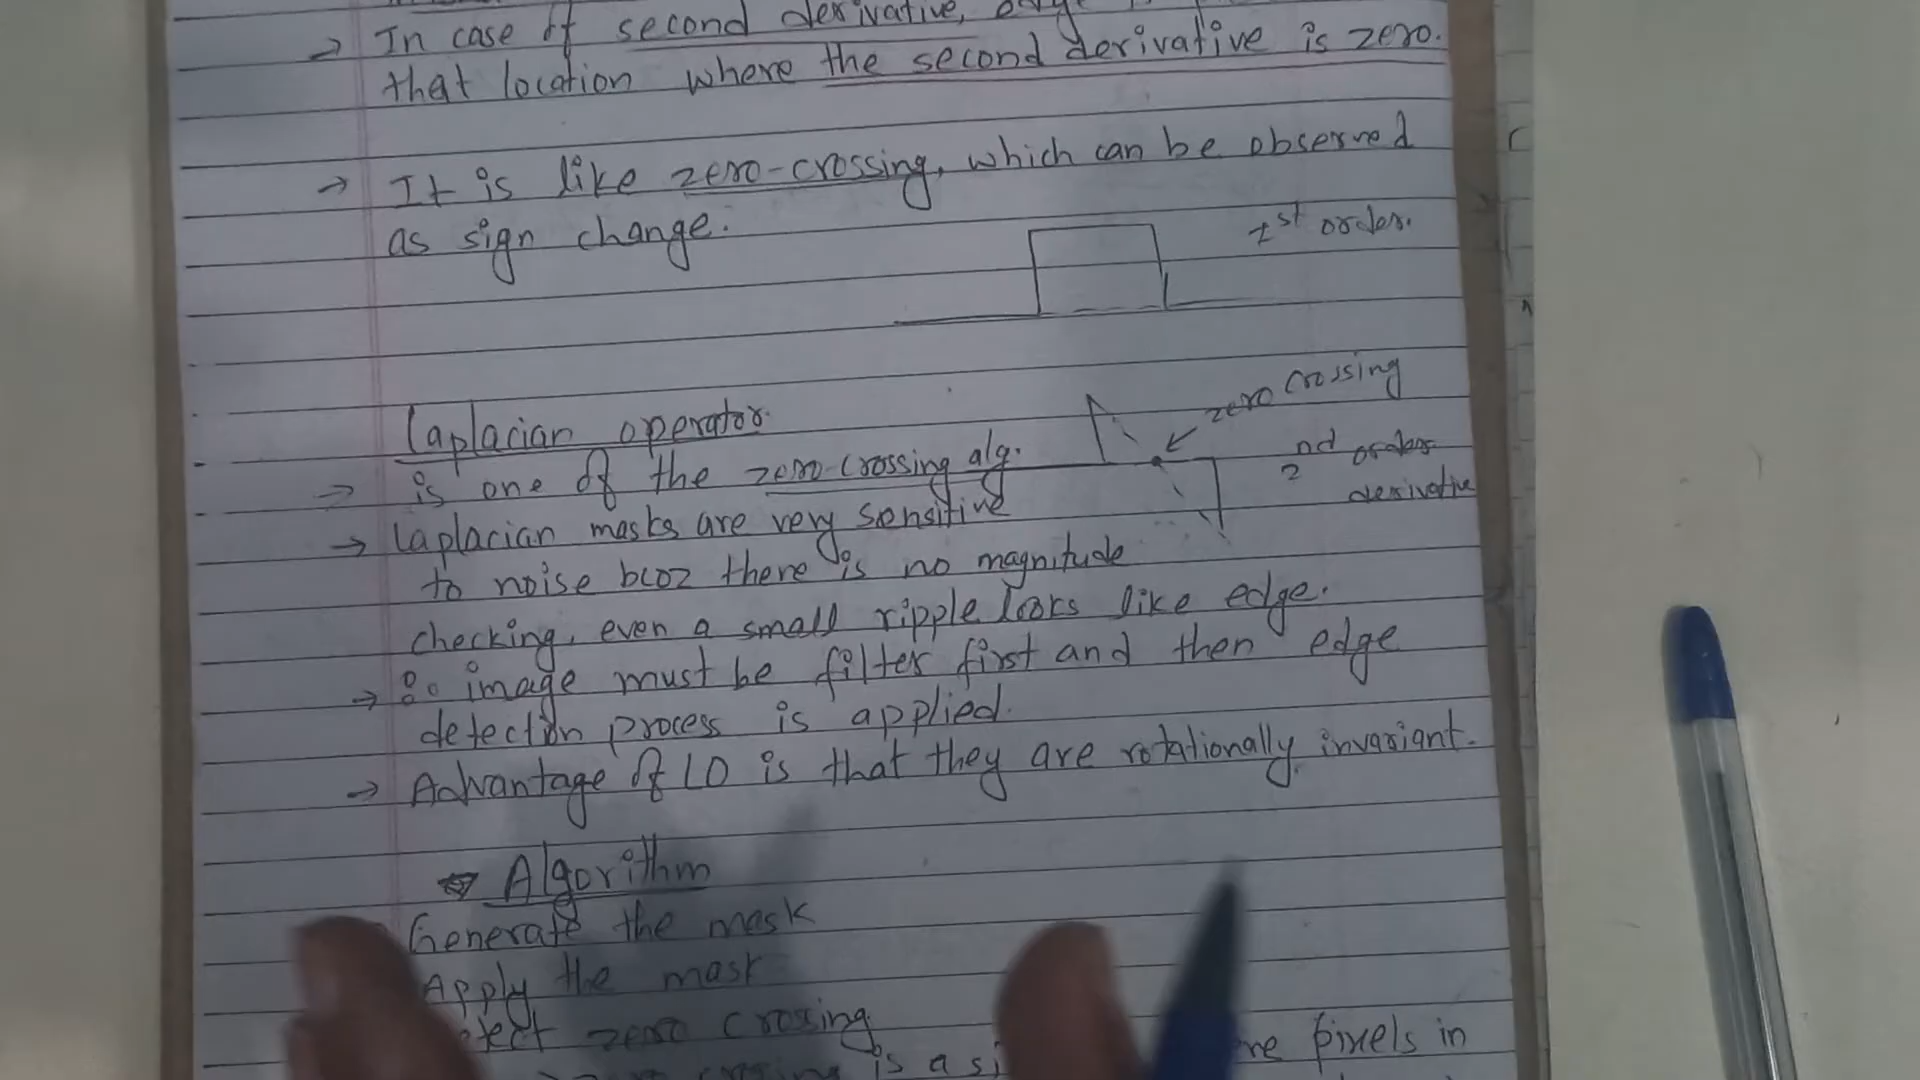 → In case of second derivative, edge
that location where the second derivative is zero.
→ It is like zero-crossing, which can be observed
as sign change.
1st order.
zero crossing
2nd order
derivative
Laplacian operator
→ is one of the zero-crossing alg.
→ Laplacian masks are very sensitive
to noise bcoz there is no magnitude
checking, even a small ripple looks like edge.
→ ∴ image must be filter first and then edge
detection process is applied.
→ Advantage of LO is that they are rotationally invariant.
Algorithm
Generate the mask
Apply the mask
zero crossing
is a
pixels in